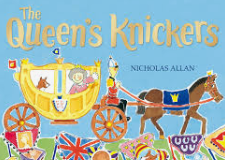 The
Queen's Knickers
NICHOLAS ALLAN